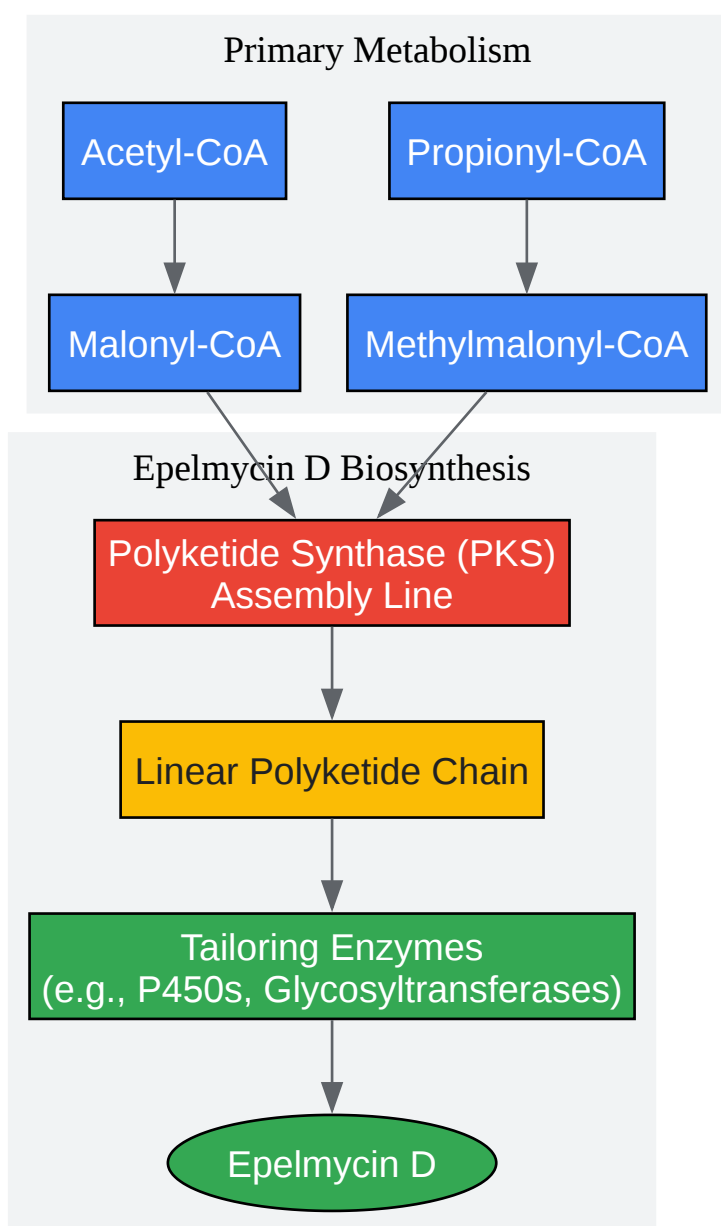 Primary Metabolism
Acetyl-CoA
Propionyl-CoA
Malonyl-CoA
Methylmalonyl-CoA
Epelmycin D Biosynthesis
Polyketide Synthase (PKS)
Assembly Line
Linear Polyketide Chain
Tailoring Enzymes
(e.g., P450s, Glycosyltransferases)
Epelmycin D